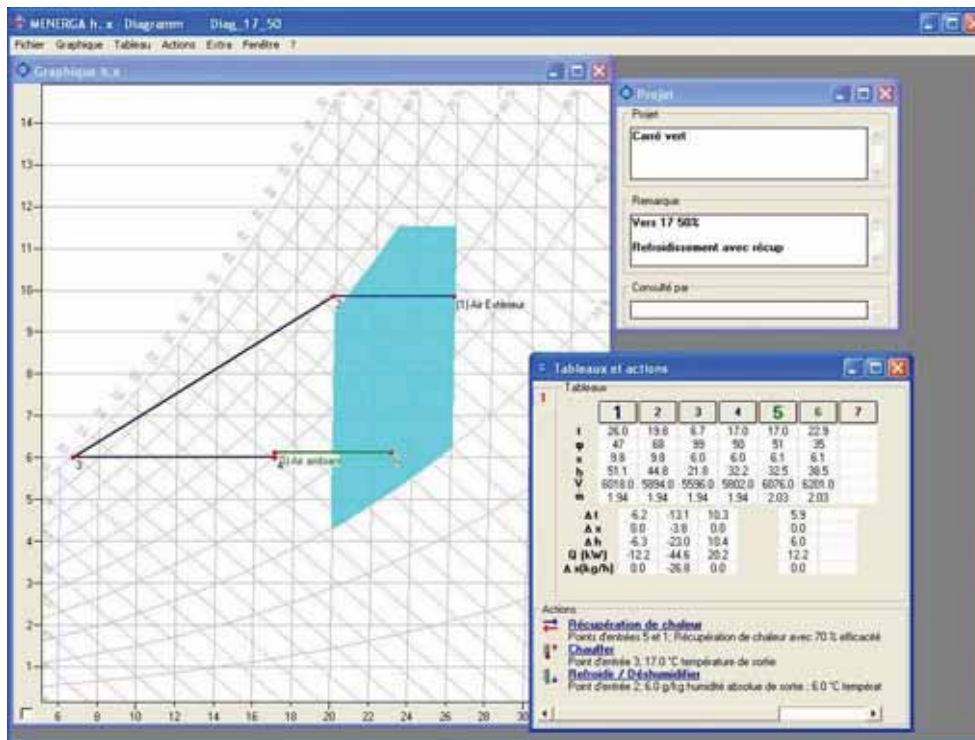 MENERGA h, x - Diagramm Diag_17_50
Fichier Graphique Tableau Actions Extra Fenêtre ?
Graphique h,x
14
13
12
11
10
9
8
7
6
5
4
3
2
1
6 8 10 12 14 16 18 20 22 24 26 28 30
2
(1) Air Extérieur
3
4
(5) Air ambiant
Projet
Projet
Carré vert
Remarque
Vers 17 50%
Refroidissement avec récup
Consulté par
Tableaux et actions
Tableaux
1 2 3 4 5 6 7
t 26.0 19.8 6.7 17.0 17.0 22.9
φ 47 68 99 50 51 35
x 9.8 9.8 6.0 6.0 6.1 6.1
h 51.1 44.8 21.8 32.2 32.5 38.5
V 6018.0 5894.0 5596.0 5802.0 6076.0 6201.0
m 1.94 1.94 1.94 1.94 2.03 2.03
Δ t -6.2 -13.1 10.3 5.9
Δ x 0.0 -3.8 0.0 0.0
Δ h -6.3 -23.0 10.4 6.0
Q (kW) -12.2 -44.6 20.2 12.2
Δ x(kg/h) 0.0 -26.8 0.0 0.0
Actions
Récupération de chaleur
Points d'entrées 5 et 1; Récupération de chaleur avec 70 % efficacité
Chauffer
Point d'entrée 3; 17.0 °C température de sortie
Refroide / Déshumidifier
Point d'entrée 2; 6.0 g/kg humidité absolue de sortie ; 6.0 °C températ